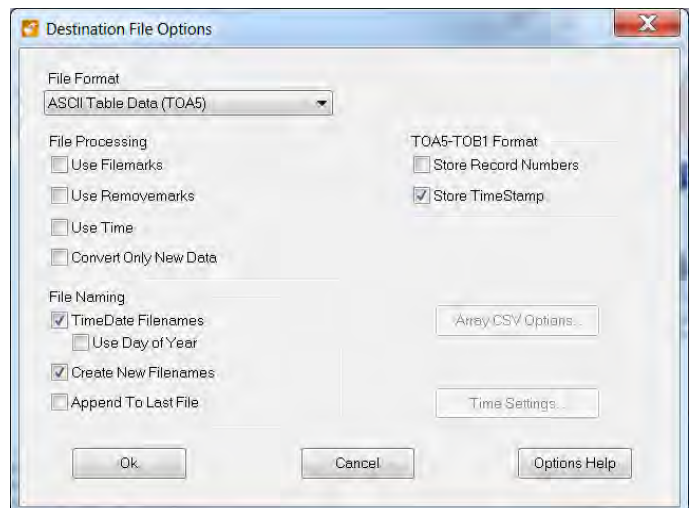 Destination File Options
File Format
ASCII Table Data (TOA5)
File Processing
Use Filemarks
Use Removemarks
Use Time
Convert Only New Data
TOA5-TOB1 Format
Store Record Numbers
Store TimeStamp
File Naming
TimeDate Filenames
Use Day of Year
Create New Filenames
Append To Last File
Array CSV Options...
Time Settings...
Ok
Cancel
Options Help